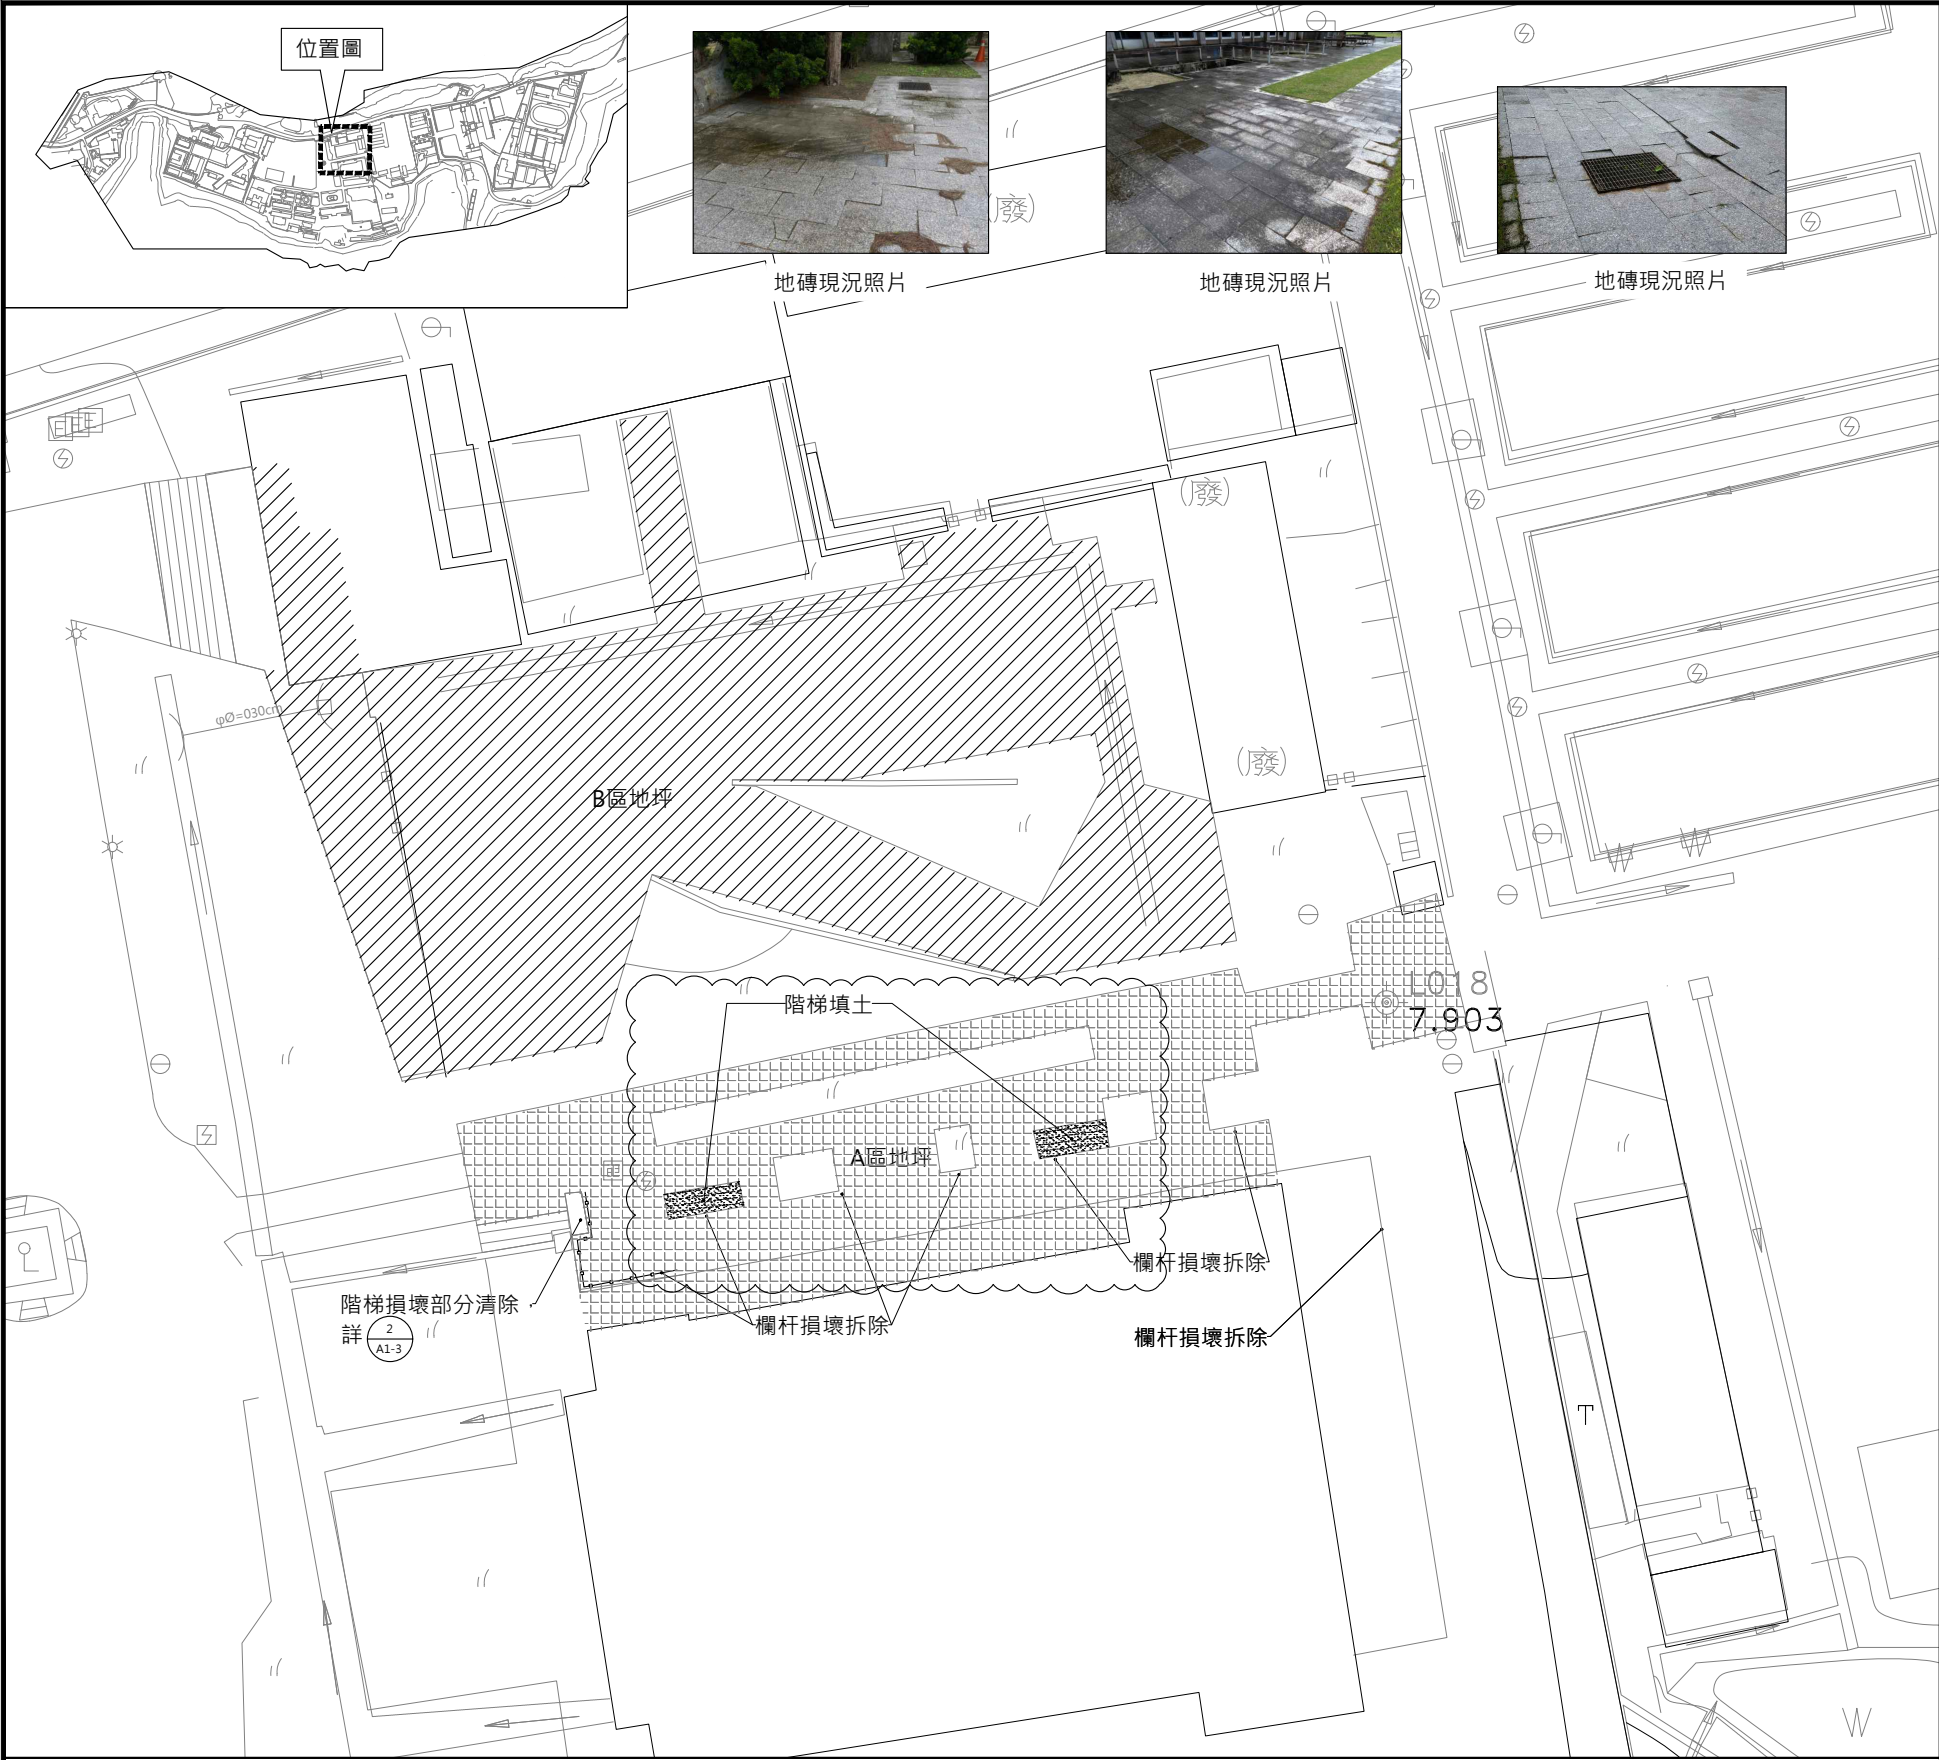 位置圖
地磚現況照片
地磚現況照片
地磚現況照片
(廢)
(廢)
φØ=030cm
B區地坪
(廢)
階梯填土
L018
7.903
A區地坪
欄杆損壞拆除
階梯損壞部分清除
詳
2
A1-3
欄杆損壞拆除
欄杆損壞拆除
T
W
W
W
E
E